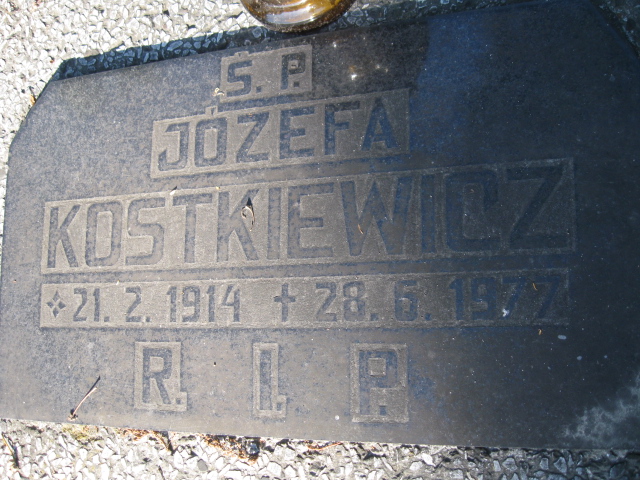 Ś. P.
JÓZEFA
KOSTKIEWICZ
21. 2. 1914 † 28. 6. 1977
R. I. P.